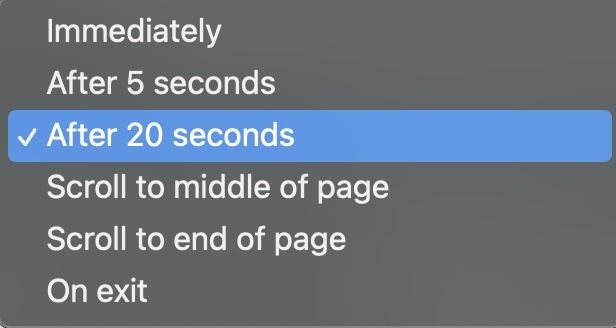 Immediately
After 5 seconds
✓ After 20 seconds
Scroll to middle of page
Scroll to end of page
On exit